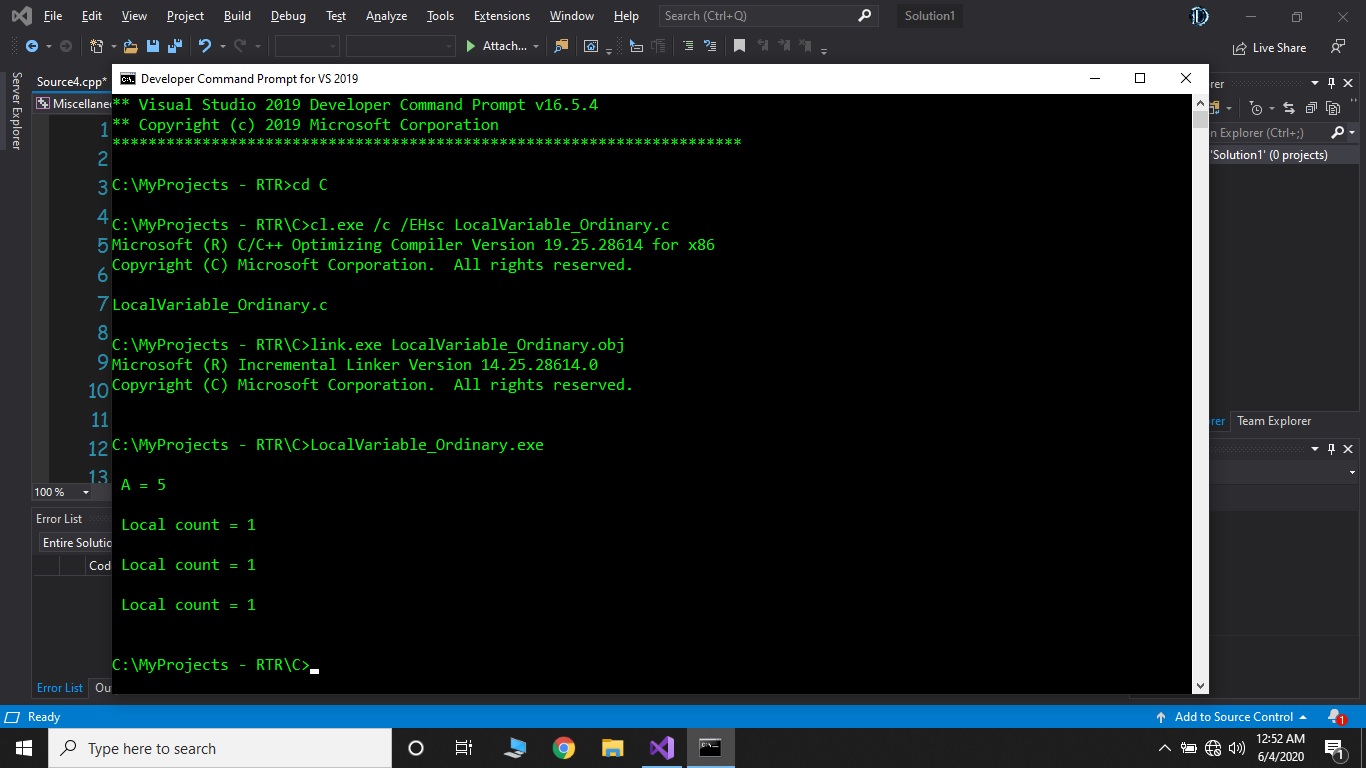 File Edit View Project Build Debug Test Analyze Tools Extensions Window Help Search (Ctrl+Q) Solution1
Attach... Live Share
Source4.cpp*
Server Explorer
Developer Command Prompt for VS 2019
Miscellane
** Visual Studio 2019 Developer Command Prompt v16.5.4
** Copyright (c) 2019 Microsoft Corporation
**********************************************************************
C:\MyProjects - RTR>cd C
C:\MyProjects - RTR\C>cl.exe /c /EHsc LocalVariable_Ordinary.c
Microsoft (R) C/C++ Optimizing Compiler Version 19.25.28614 for x86
Copyright (C) Microsoft Corporation.  All rights reserved.
LocalVariable_Ordinary.c
C:\MyProjects - RTR\C>link.exe LocalVariable_Ordinary.obj
Microsoft (R) Incremental Linker Version 14.25.28614.0
Copyright (C) Microsoft Corporation.  All rights reserved.
C:\MyProjects - RTR\C>LocalVariable_Ordinary.exe
A = 5
Local count = 1
Local count = 1
Local count = 1
C:\MyProjects - RTR\C>
1
2
3
4
5
6
7
8
9
10
11
12
13
100 %
Error List
Entire Solutio
Cod
Error List Ou
rer
n Explorer (Ctrl+;)
'Solution1' (0 projects)
rer Team Explorer
Ready
Add to Source Control
1
Type here to search
12:52 AM
6/4/2020
1